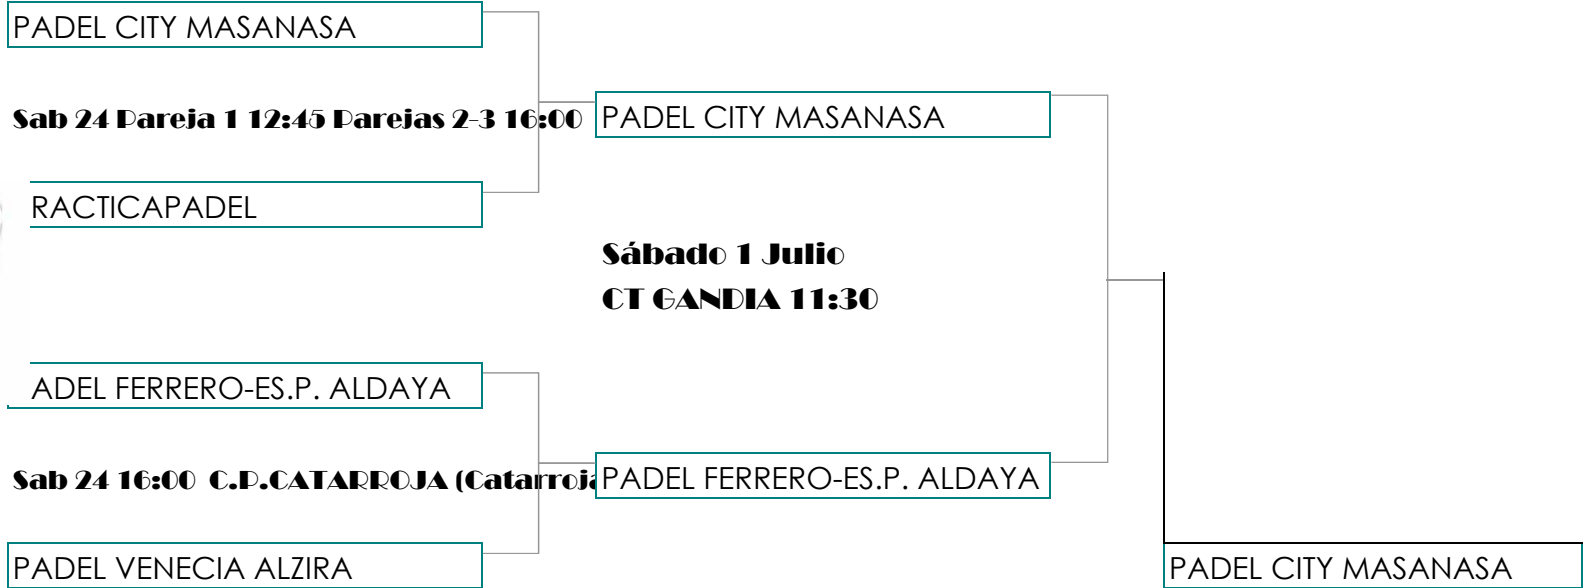 PADEL CITY MASANASA
Sab 24 Pareja 1 12:45 Parejas 2-3 16:00
PADEL CITY MASANASA
RACTICAPADEL
Sábado 1 Julio
CT GANDIA 11:30
ADEL FERRERO-ES.P. ALDAYA
Sab 24 16:00 C.P.CATARROJA (Catarroja
PADEL FERRERO-ES.P. ALDAYA
PADEL VENECIA ALZIRA
PADEL CITY MASANASA